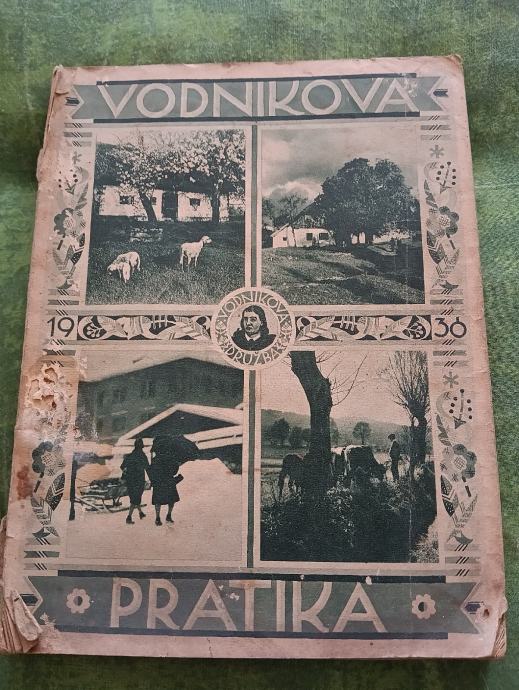 VODNIKOVA
19 36
VODNIKOVA
DRUŽBA
PRATIKA